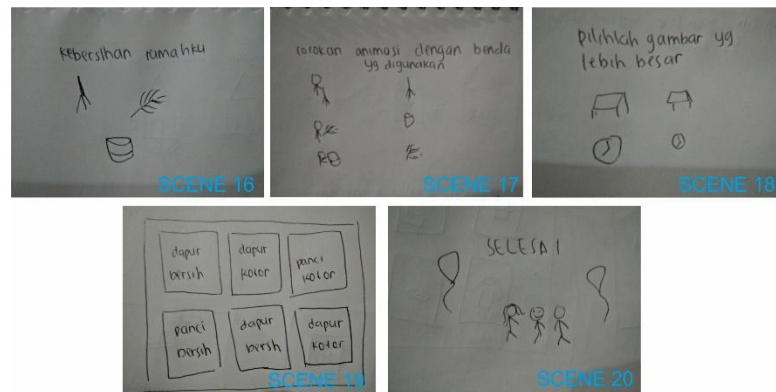 kebersihan rumahku
SCENE 16
cocokan animasi dengan benda
yg digunakan
SCENE 17
Pilihlah gambar yg
lebih besar
SCENE 18
dapur
bersih
dapur
kotor
panci
kotor
panci
bersih
dapur
bersh
dapur
kotor
SCENE 19
SELESAI
SCENE 20